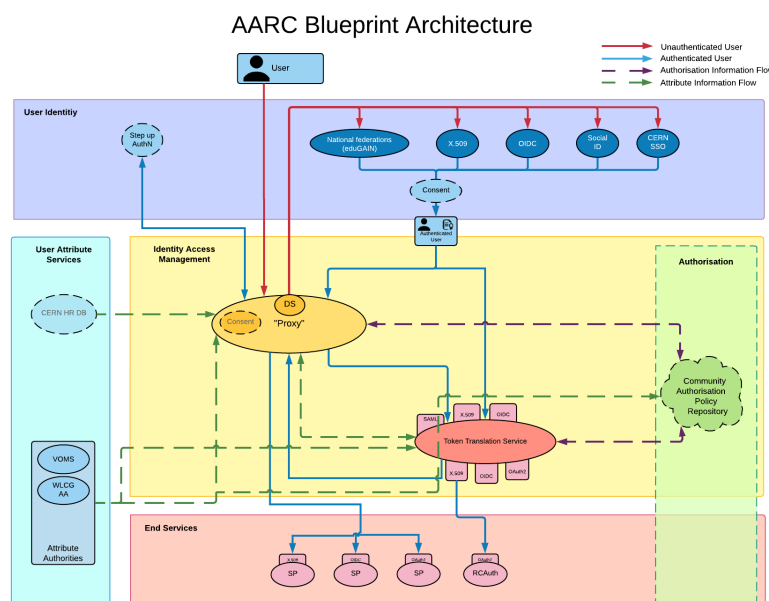 AARC Blueprint Architecture
User
Unauthenticated User
Authenticated User
Authorisation Information Flow
Attribute Information Flow
User Identitiy
Step up
AuthN
National federations
(eduGAIN)
X.509
OIDC
Social
ID
CERN
SSO
Consent
Authenticated
User
User Attribute
Services
Identity Access
Management
Authorisation
CERN HR DB
DS
Consent
"Proxy"
Community
Authorisation
Policy
Repository
SAML
X.509
OIDC
Token Translation Service
X.509
OIDC
OAuth2
VOMS
WLCG
AA
Attribute
Authorities
End Services
X.509
SP
OIDC
SP
OAuth2
SP
OAuth2
RCAuth